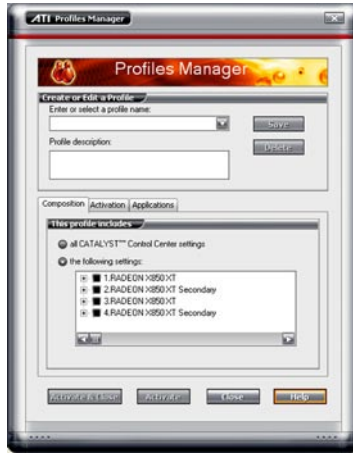 ATI Profiles Manager
Profiles Manager
Create or Edit a Profile
Enter or select a profile name:
Save
Profile description:
Delete
Composition Activation Applications
This profile includes
all CATALYST™ Control Center settings
the following settings:
1.RADEON X850 XT
2.RADEON X850 XT Secondary
3.RADEON X850 XT
4.RADEON X850 XT Secondary
Activate & Close Activate Close Help